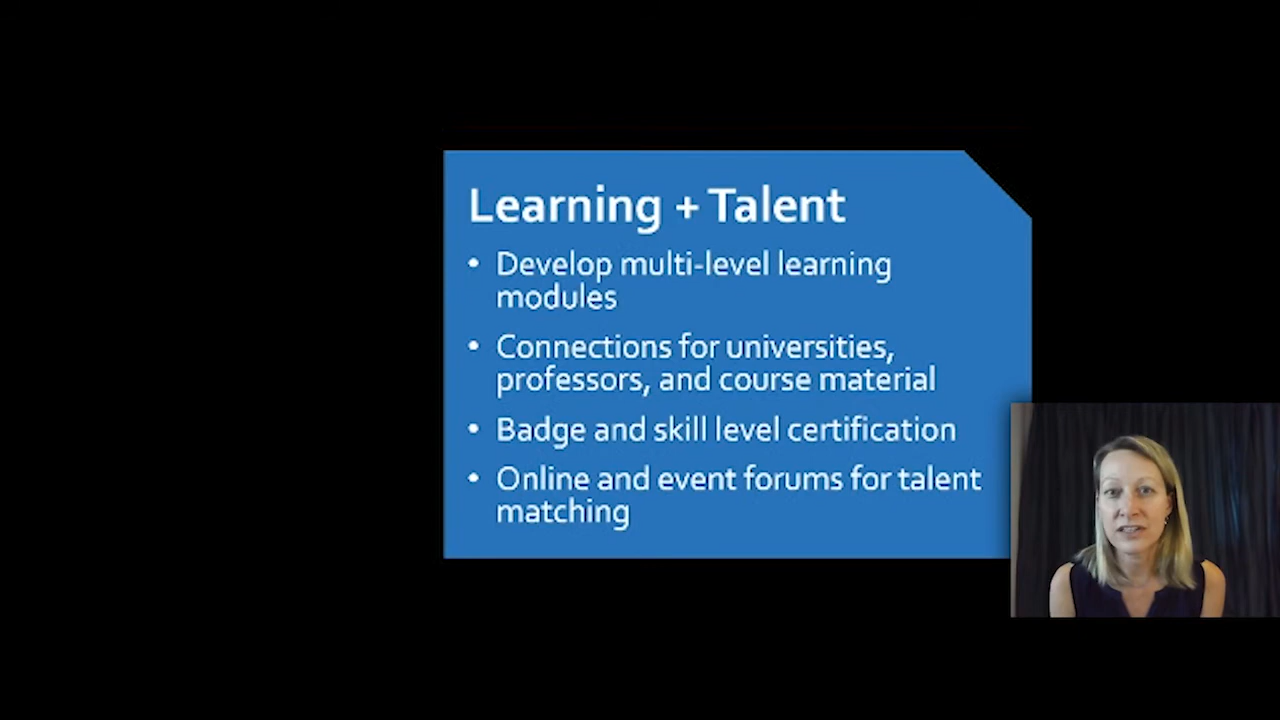 Learning + Talent
• Develop multi-level learning
modules
• Connections for universities,
professors, and course material
• Badge and skill level certification
• Online and event forums for talent
matching